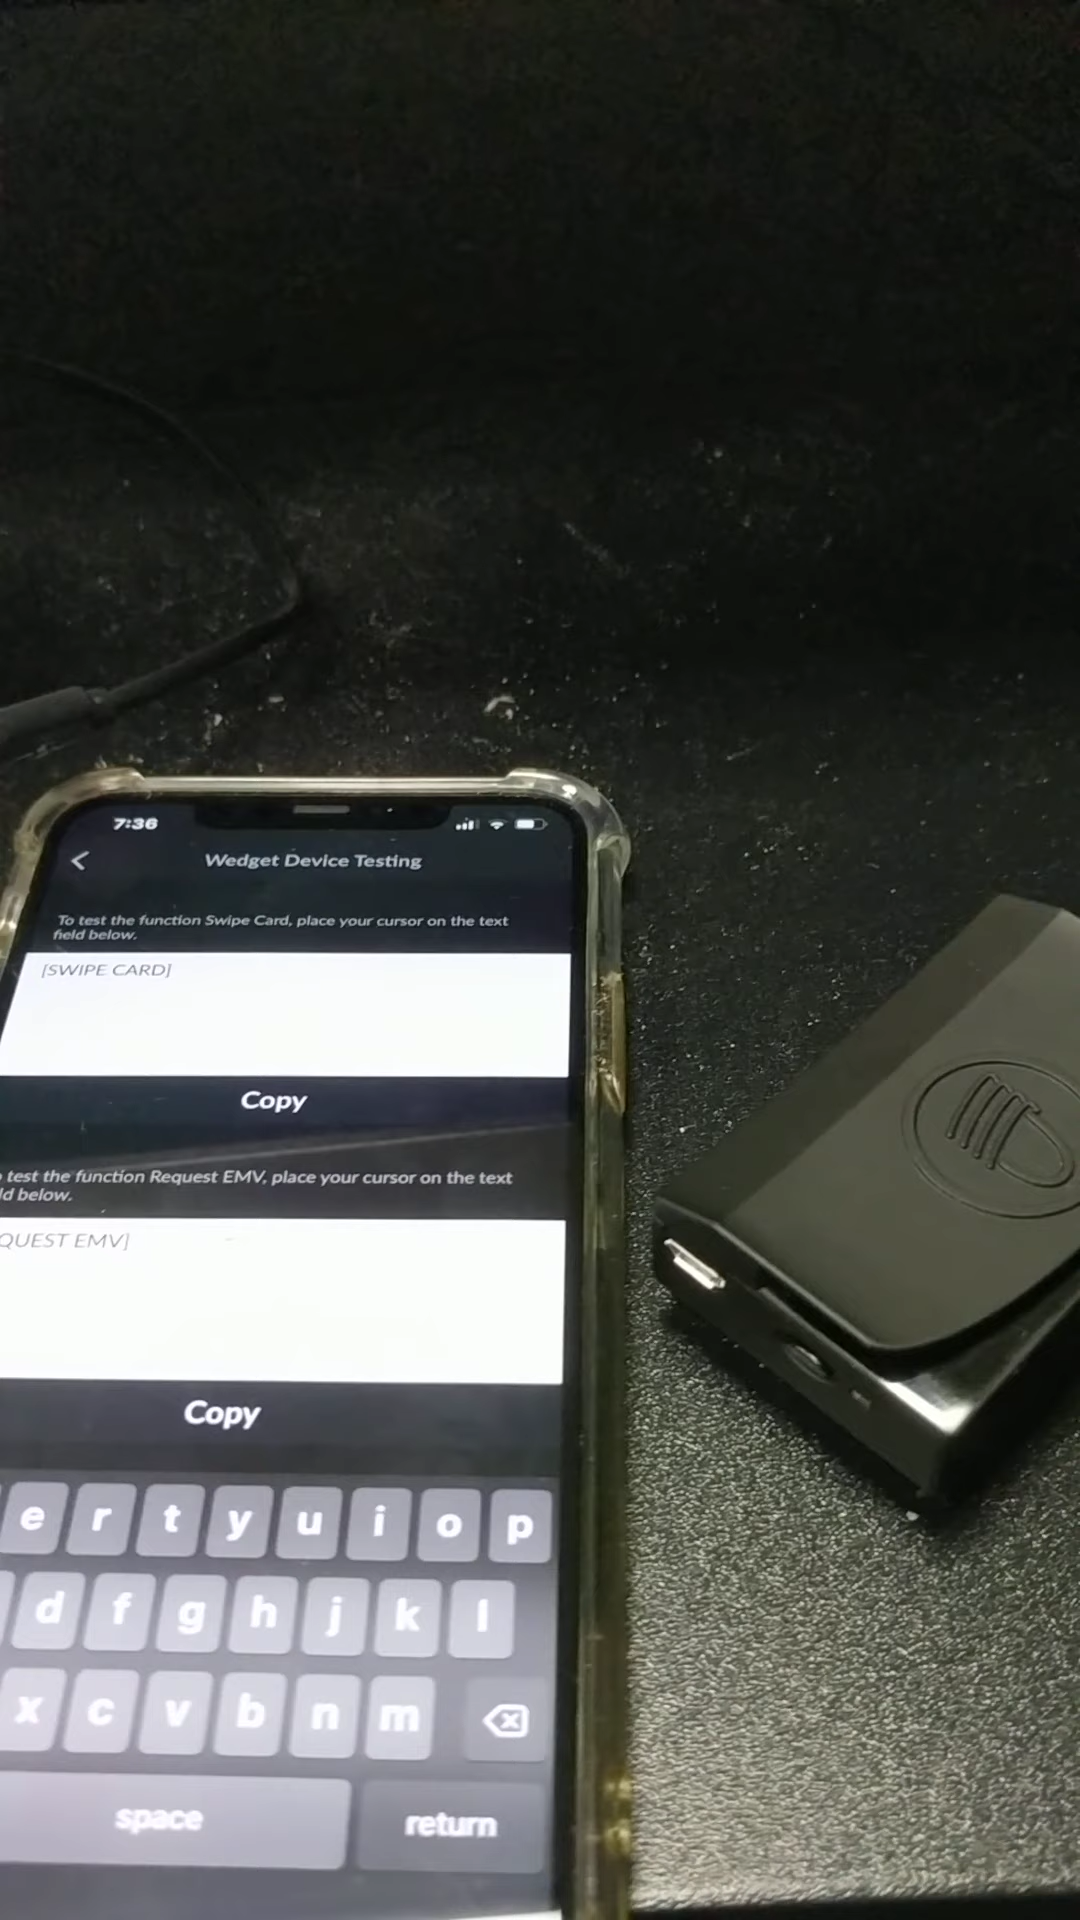 7:36
Wedget Device Testing
To test the function Swipe Card, place your cursor on the text
field below.
[SWIPE CARD]
Copy
test the function Request EMV, place your cursor on the text
ld below.
QUEST EMV]
Copy
e r t y u i o p
d f g h j k l
x c v b n m
space return